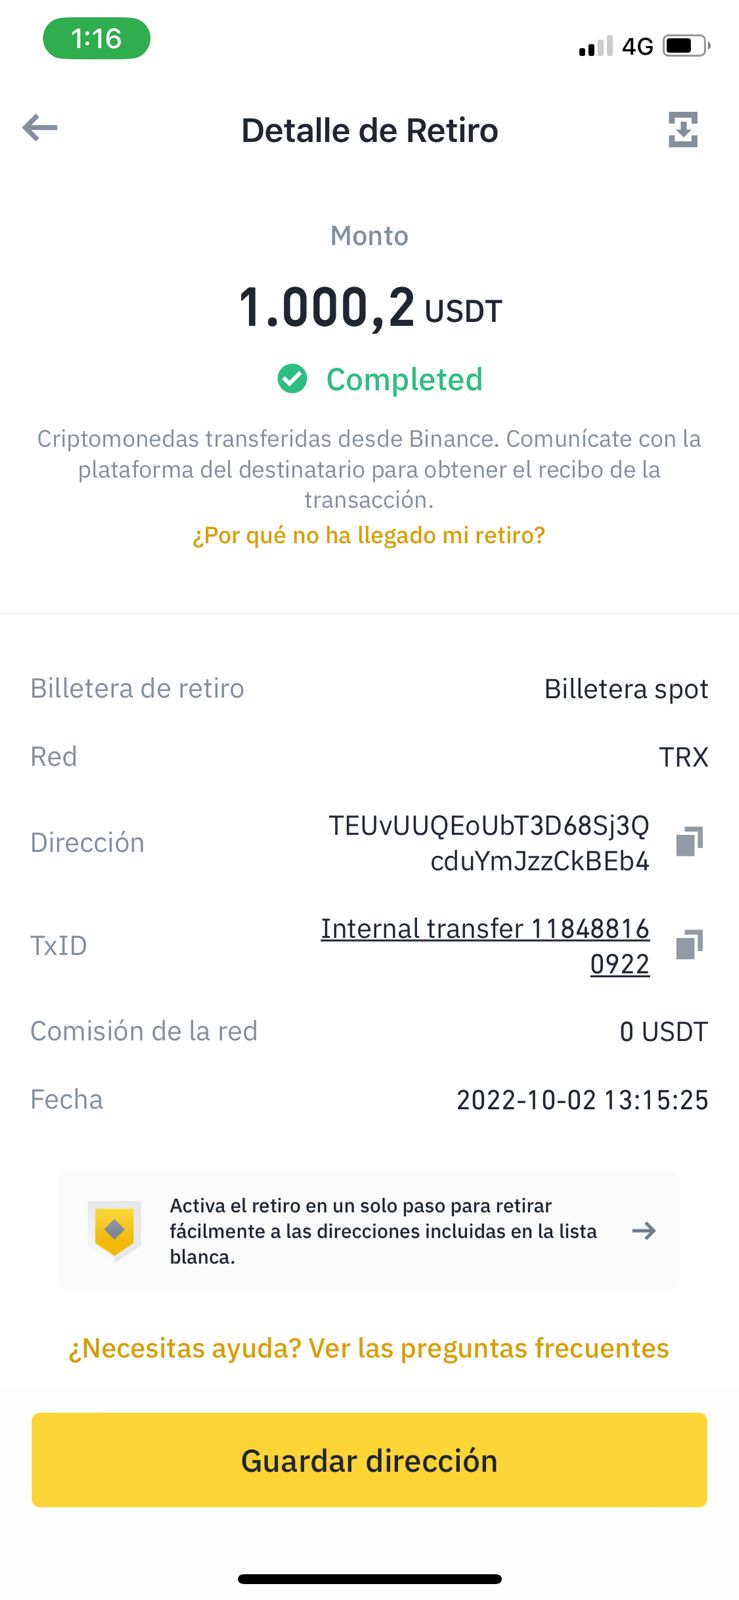 1:16
4G
Detalle de Retiro
Monto
1.000,2 USDT
Completed
Criptomonedas transferidas desde Binance. Comunícate con la
plataforma del destinatario para obtener el recibo de la
transacción.
¿Por qué no ha llegado mi retiro?
Billetera de retiro
Billetera spot
Red
TRX
Dirección
TEUvUUQEoUbT3D68Sj3Q
cduYmJzzCkBEb4
TxID
Internal transfer 11848816
0922
Comisión de la red
0 USDT
Fecha
2022-10-02 13:15:25
Activa el retiro en un solo paso para retirar
fácilmente a las direcciones incluidas en la lista
blanca.
¿Necesitas ayuda? Ver las preguntas frecuentes
Guardar dirección